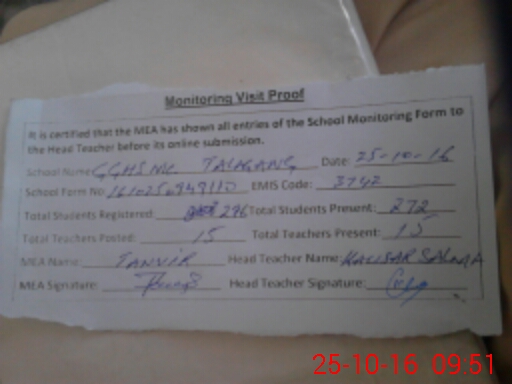 Monitoring Visit Proof
It is certified that the MEA has shown all entries of the School Monitoring Form to
the Head Teacher before its online submission.
School Name: TALAGANG Date: 25-10-16
School Form No: EMIS Code: 3742
Total Students Registered: 296 Total Students Present: 272
Total Teachers Posted: 15 Total Teachers Present: 15
MEA Name: TANVIR Head Teacher Name: KAUSAR SALMA
MEA Signature: Head Teacher Signature:
25-10-16 09:51